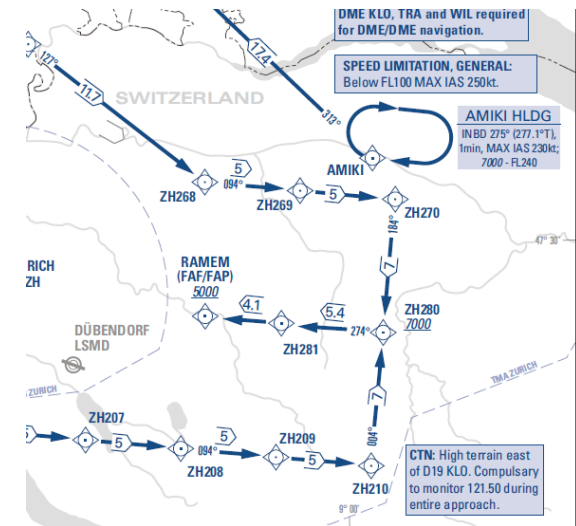 DME KLO, TRA and WIL required
for DME/DME navigation.
174
127°
SPEED LIMITATION, GENERAL:
Below FL100 MAX IAS 250kt.
11.7
SWITZERLAND
313°
AMIKI HLDG
INBD 275° (277.1°T),
1min, MAX IAS 230kt;
7000 - FL240
AMIKI
5
094°
ZH268
ZH269
5
ZH270
184°
47° 30'
RICH
ZH
RAMEM
(FAF/FAP)
5000
7
4.1
5.4
ZH280
7000
274°
ZH281
DÜBENDORF
LSMD
TMA ZURICH
ZURICH
7
ZH207
5
5
094°
ZH208
5
ZH209
5
004°
ZH210
9° 00'
CTN: High terrain east
of D19 KLO. Compulsary
to monitor 121.50 during
entire approach.